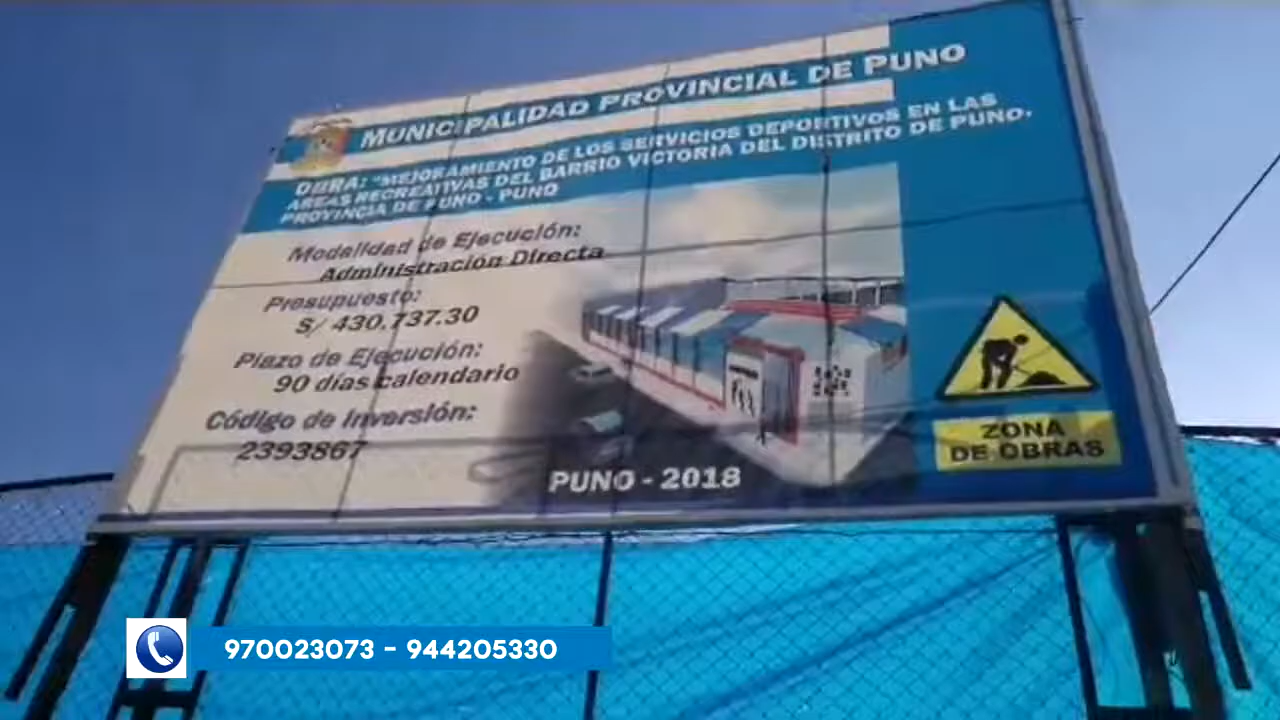 MUNICIPALIDAD PROVINCIAL DE PUNO
OBRA: "MEJORAMIENTO DE LOS SERVICIOS DEPORTIVOS EN LAS
AREAS RECREATIVAS DEL BARRIO VICTORIA DEL DISTRITO DE PUNO,
PROVINCIA DE PUNO - PUNO
Modalidad de Ejecución:
Administración Directa
Presupuesto:
S/ 430.737.30
Plazo de Ejecución:
90 días calendario
Código de Inversión:
2393867
PUNO - 2018
ZONA
DE OBRAS
970023073 - 944205330